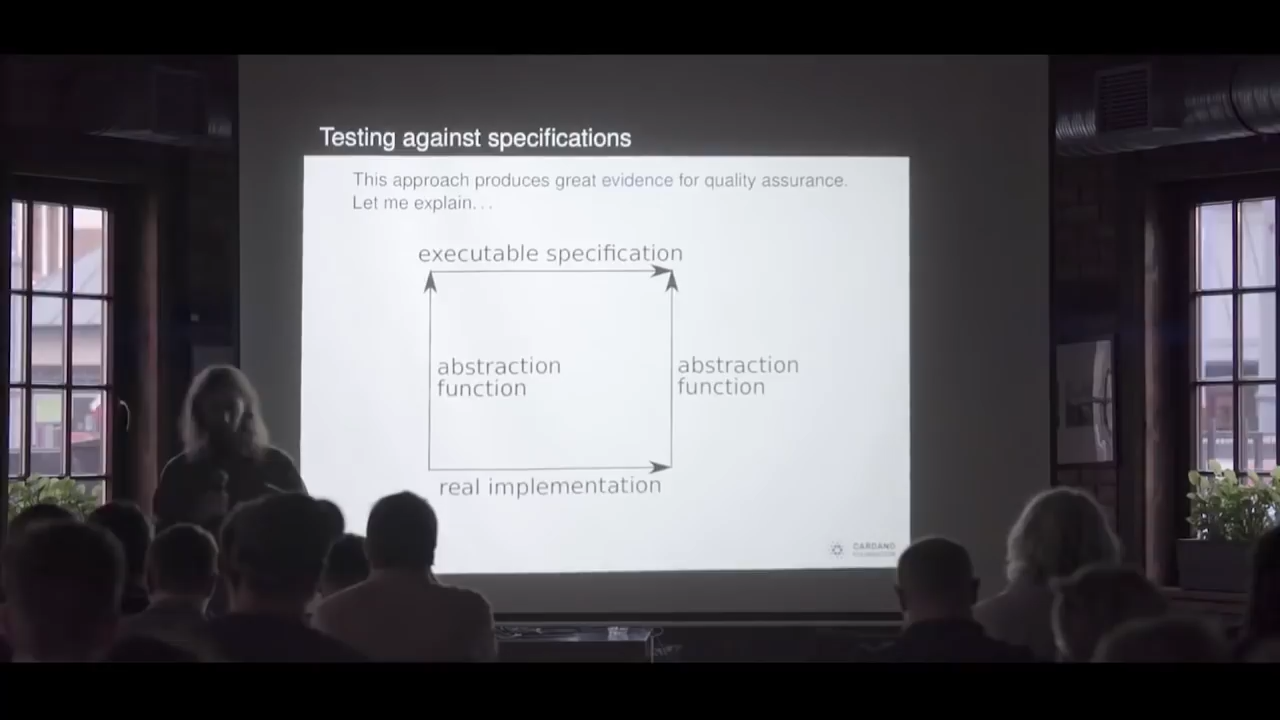 Testing against specifications
This approach produces great evidence for quality assurance.
Let me explain...
executable specification
abstraction
function
abstraction
function
real implementation
CARDANO
FOUNDATION